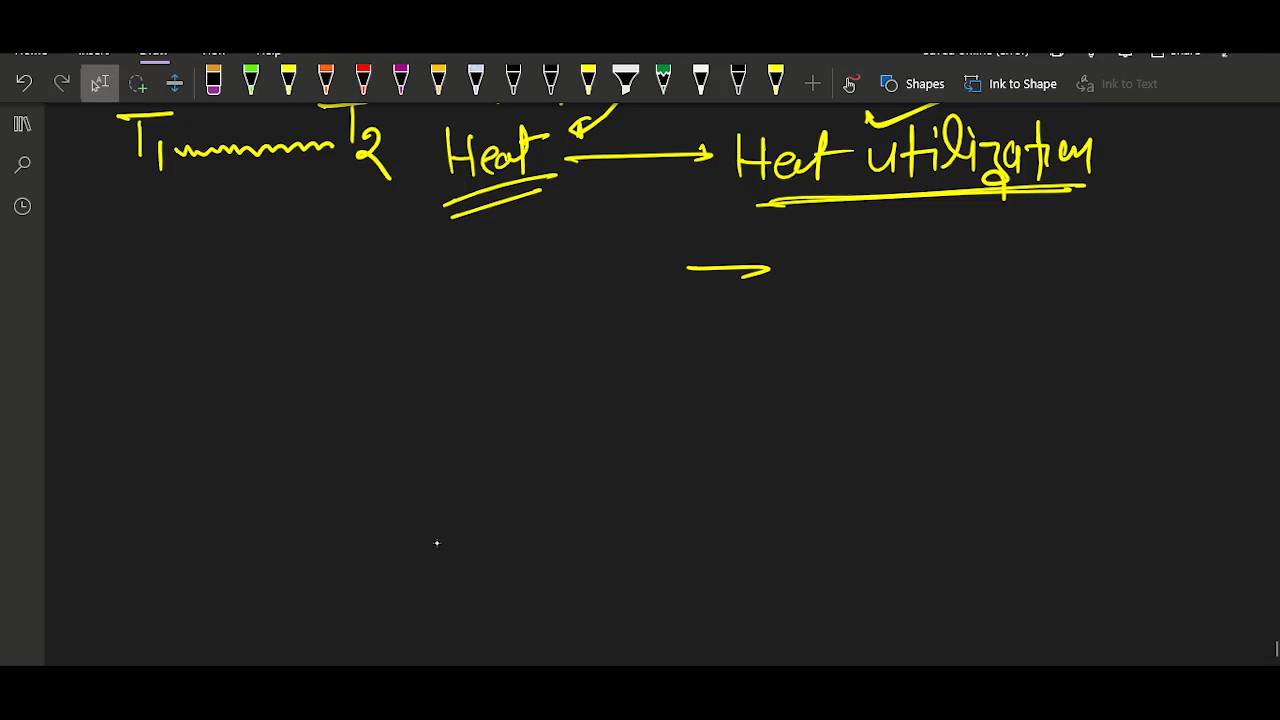 Shapes Ink to Shape Ink to Text
T1 T2 Heat Heat utilization